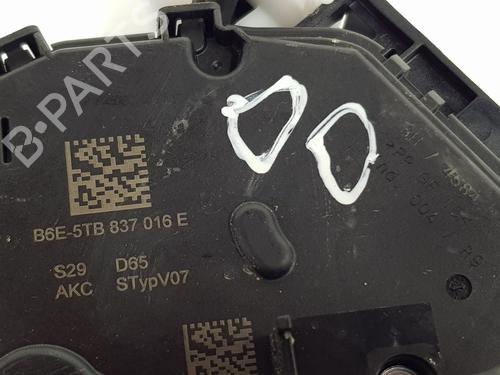 B-PARTS
B6E-5TB 837 016 E
S29 D65
AKC STypV07